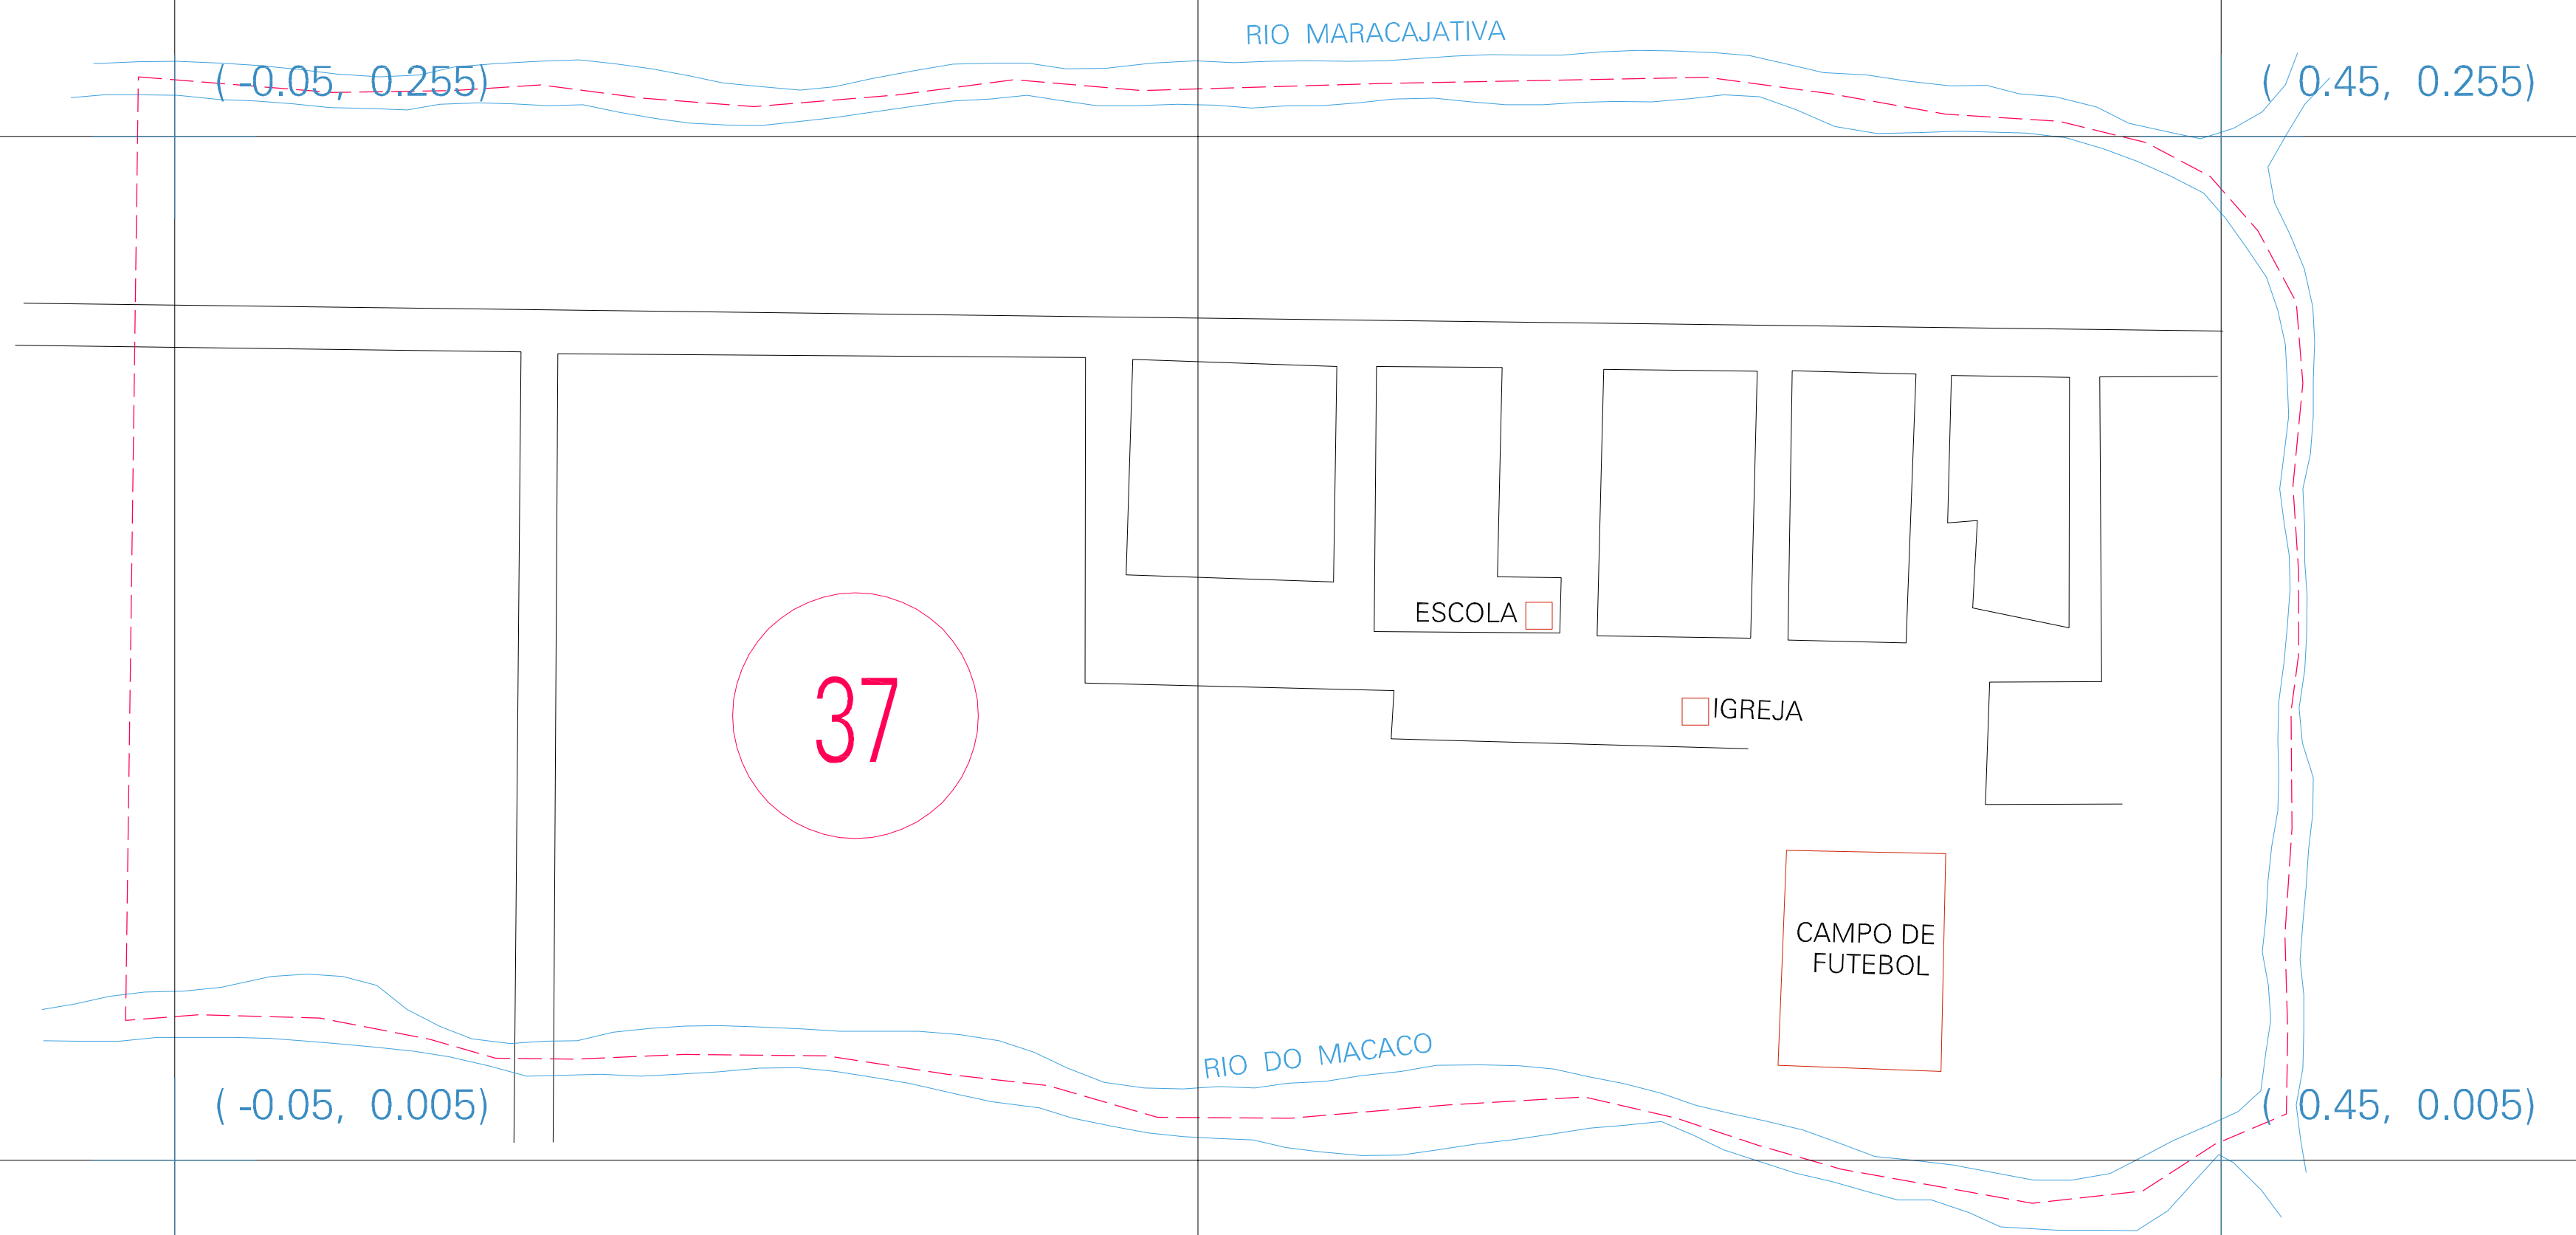 RIO MARACAJATIVA
( -0.05, 0.255)
( 0.45, 0.255)
ESCOLA
37
IGREJA
CAMPO DE
FUTEBOL
RIO DO MACACO
( -0.05, 0.005)
( 0.45, 0.005)